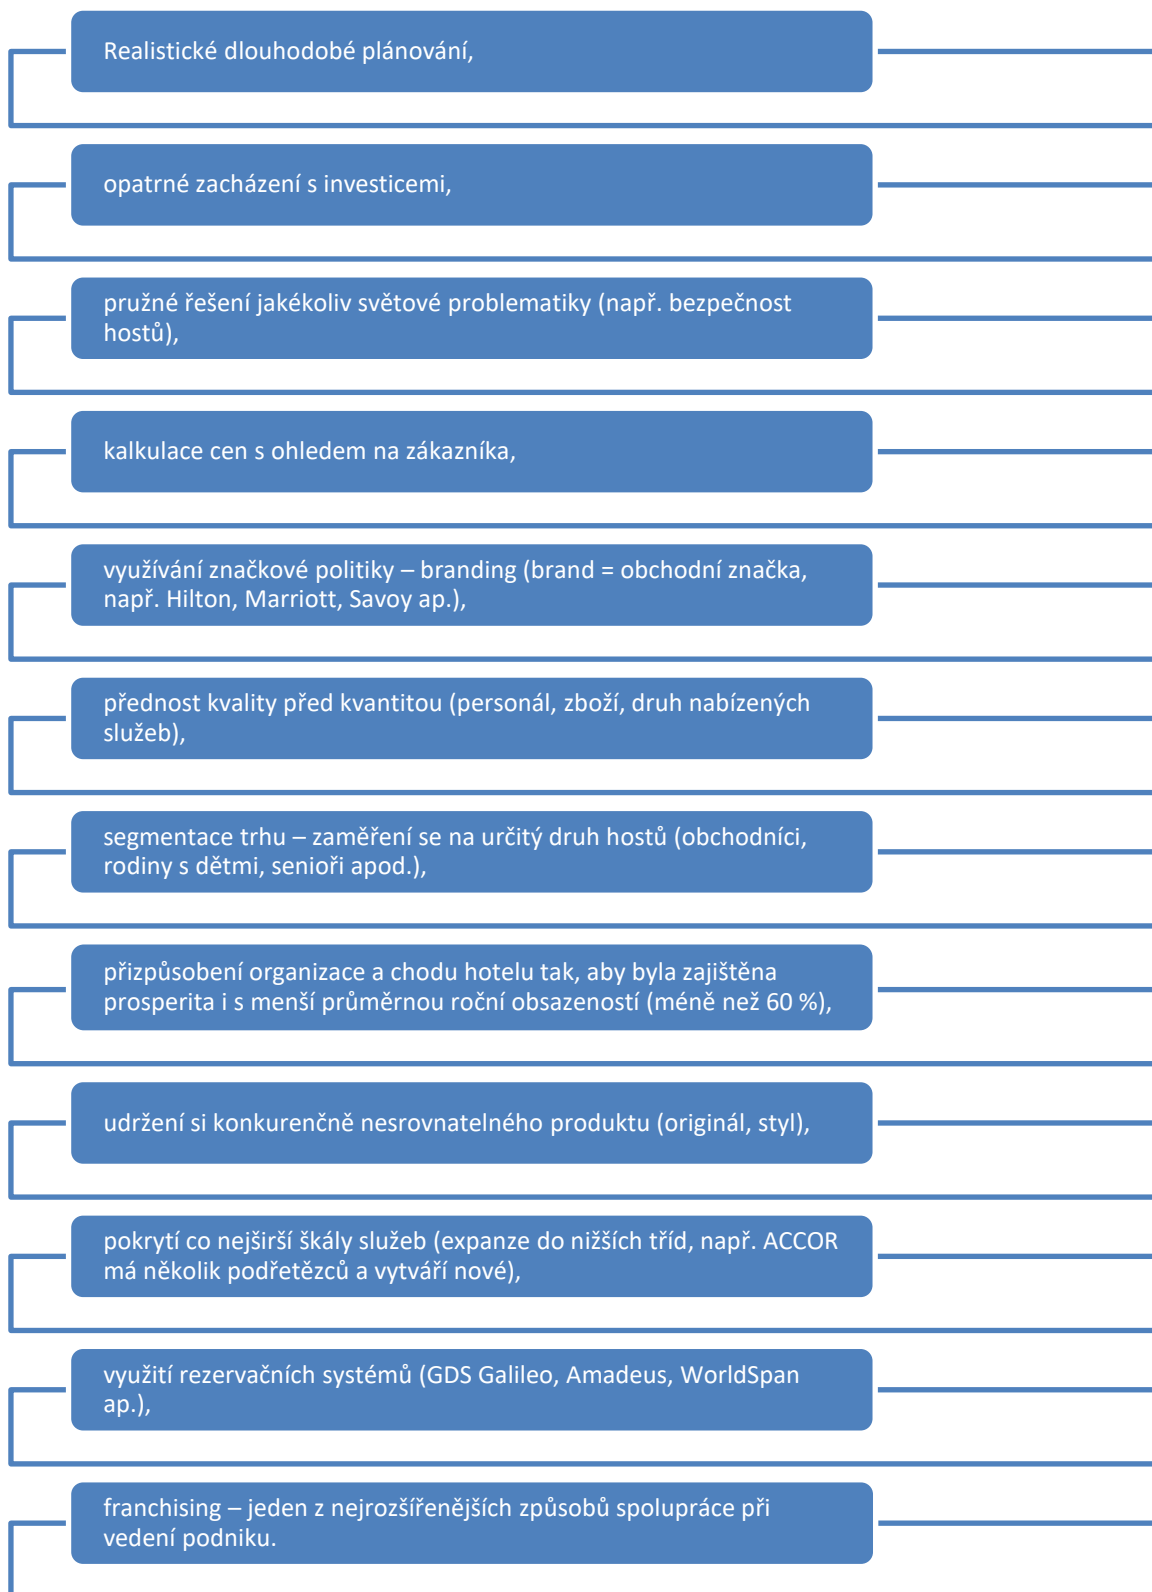 Realistické dlouhodobé plánování,
opatrné zacházení s investicemi,
pružné řešení jakékoliv světové problematiky (např. bezpečnost
hostů),
kalkulace cen s ohledem na zákazníka,
využívání značkové politiky – branding (brand = obchodní značka,
např. Hilton, Marriott, Savoy ap.),
přednost kvality před kvantitou (personál, zboží, druh nabízených
služeb),
segmentace trhu – zaměření se na určitý druh hostů (obchodníci,
rodiny s dětmi, senioři apod.),
přizpůsobení organizace a chodu hotelu tak, aby byla zajištěna
prosperita i s menší průměrnou roční obsazeností (méně než 60 %),
udržení si konkurenčně nesrovnatelného produktu (originál, styl),
pokrytí co nejširší škály služeb (expanze do nižších tříd, např. ACCOR
má několik podřetězců a vytváří nové),
využití rezervačních systémů (GDS Galileo, Amadeus, WorldSpan
ap.),
franchising – jeden z nejrozšířenějších způsobů spolupráce při
vedení podniku.